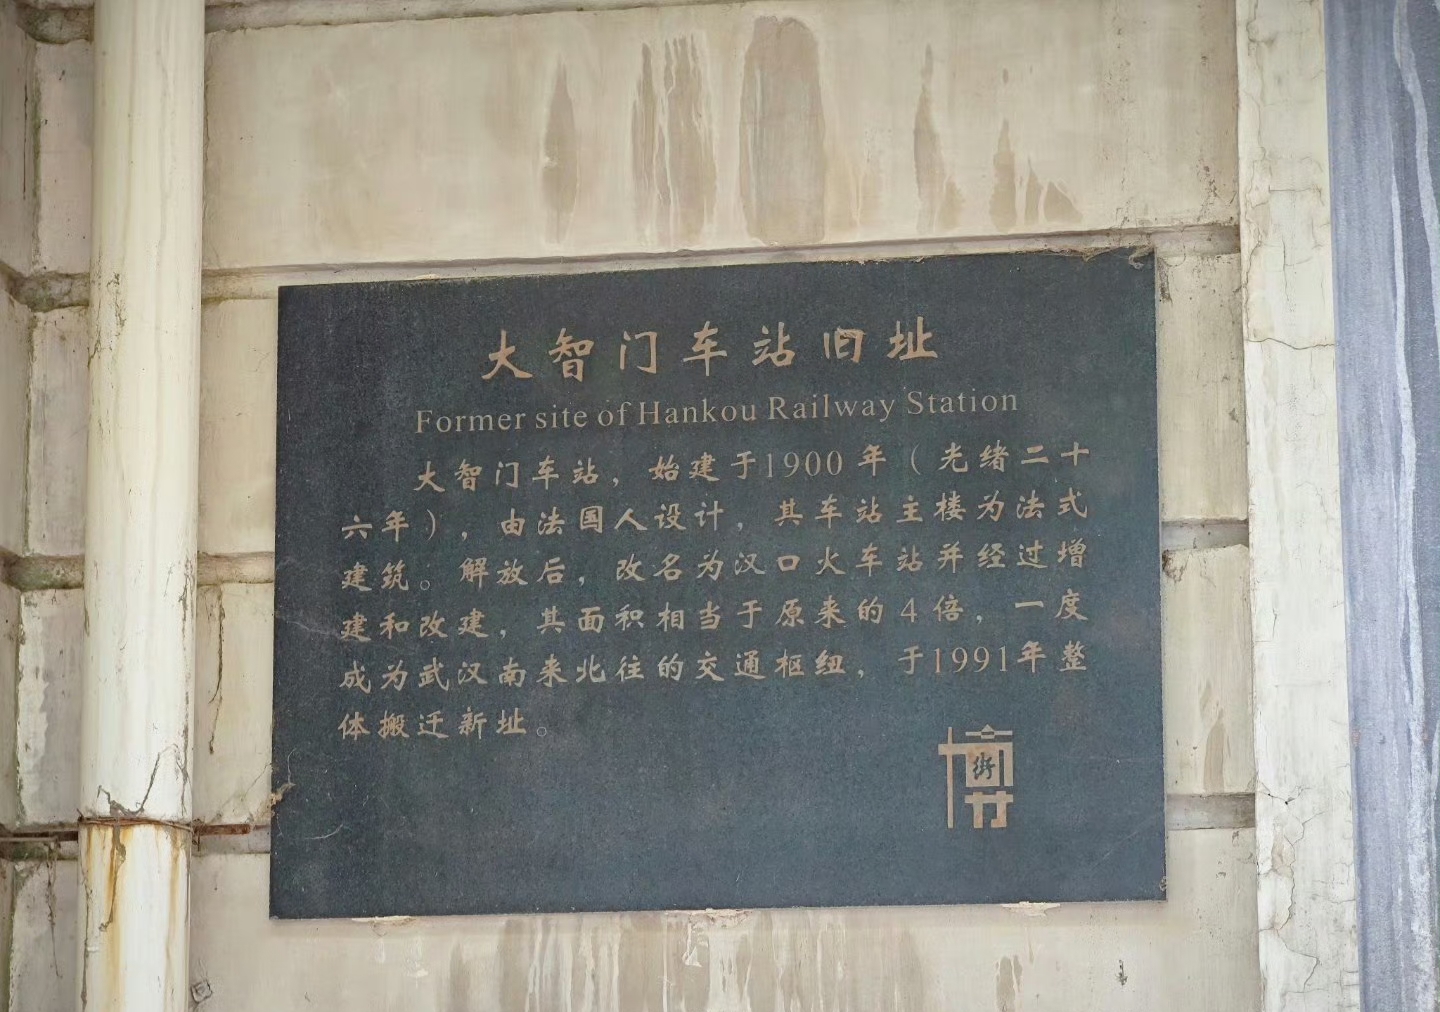 大智门车站旧址
Former site of Hankou Railway Station
大智门车站，始建于1900年（光绪二十
六年），由法国人设计，其车站主楼为法式
建筑。解放后，改名为汉口火车站并经过增
建和改建，其面积相当于原来的4倍，一度
成为武汉南来北往的交通枢纽，于1991年整
体搬迁新址。
街